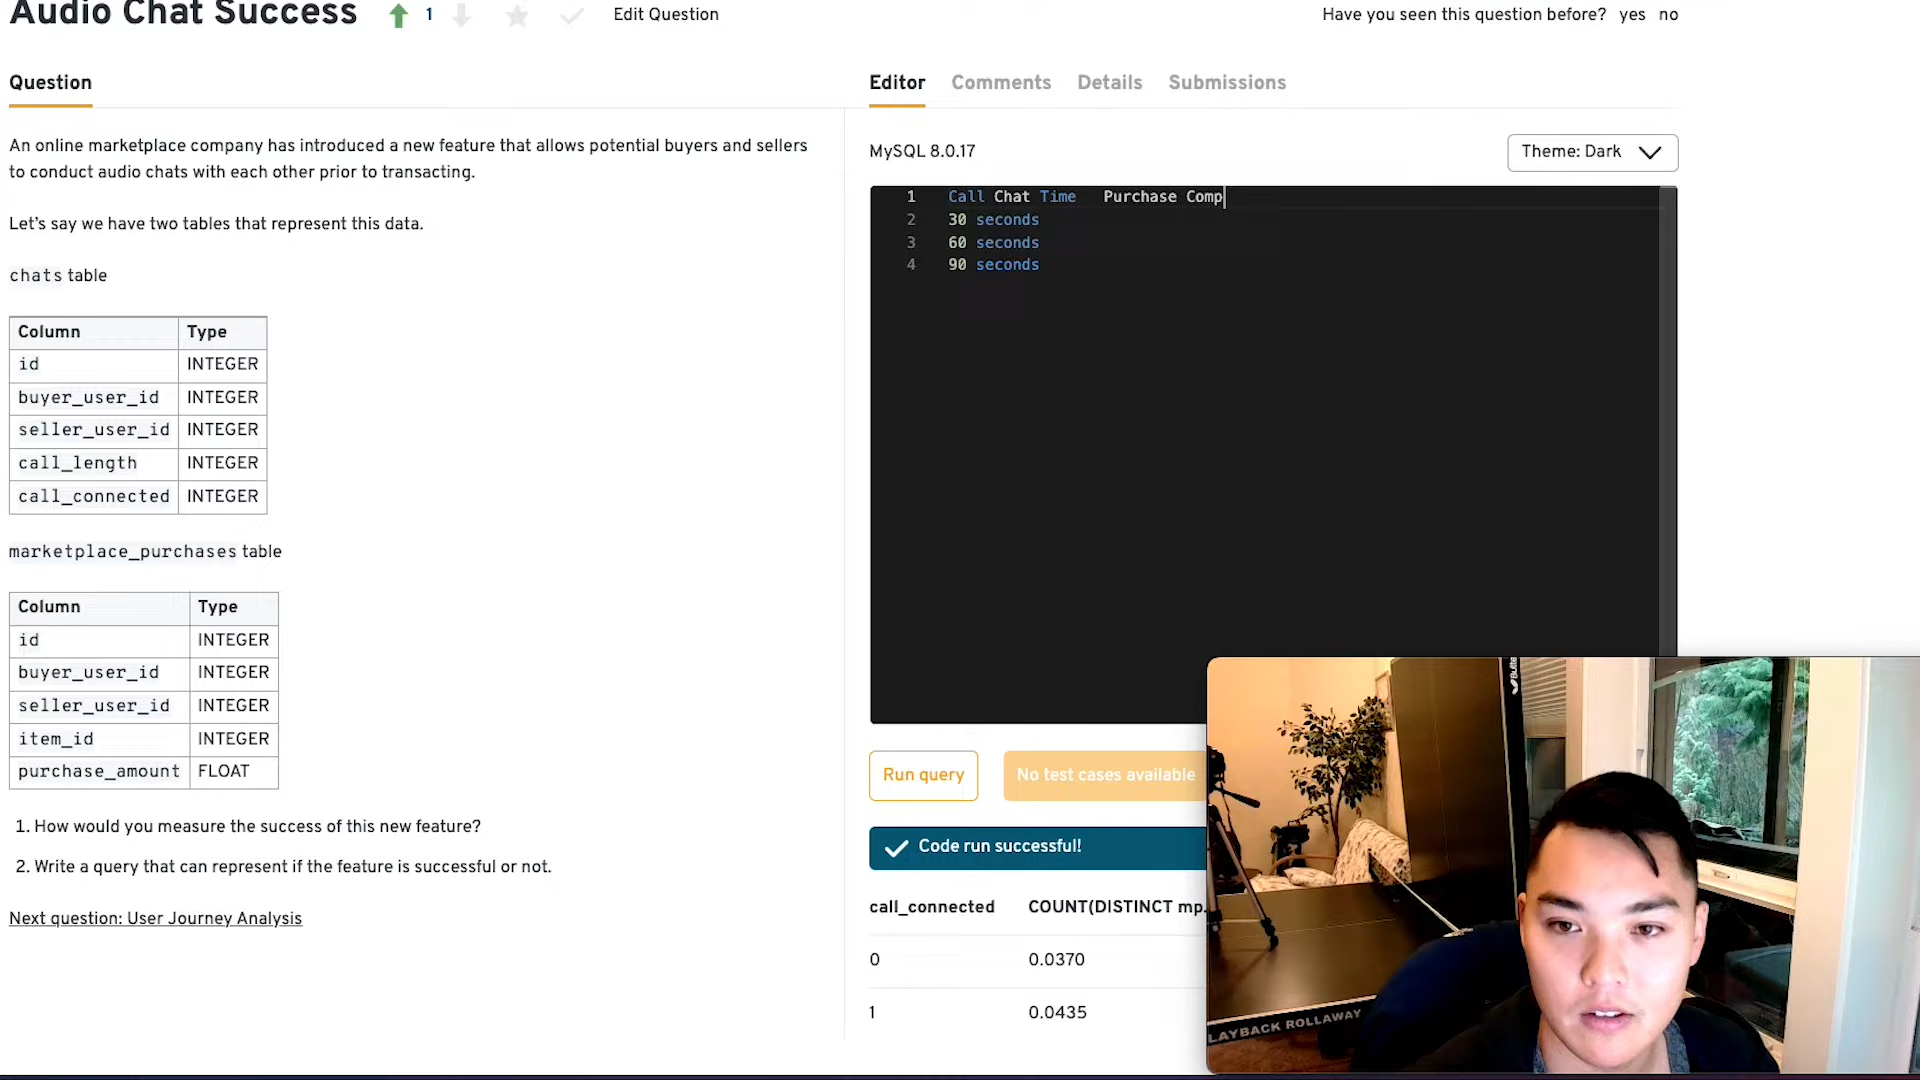 Audio Chat Success
1
Edit Question
Have you seen this question before? yes no
Question
An online marketplace company has introduced a new feature that allows potential buyers and sellers
to conduct audio chats with each other prior to transacting.
Let’s say we have two tables that represent this data.
chats table
Column Type
id INTEGER
buyer_user_id INTEGER
seller_user_id INTEGER
call_length INTEGER
call_connected INTEGER
marketplace_purchases table
Column Type
id INTEGER
buyer_user_id INTEGER
seller_user_id INTEGER
item_id INTEGER
purchase_amount FLOAT
1. How would you measure the success of this new feature?
2. Write a query that can represent if the feature is successful or not.
Next question: User Journey Analysis
Editor Comments Details Submissions
MySQL 8.0.17
Theme: Dark
1 Call Chat Time Purchase Comp
2 30 seconds
3 60 seconds
4 90 seconds
Run query
No test cases available
Code run successful!
call_connected COUNT(DISTINCT mp.
0 0.0370
1 0.0435
LAYBACK ROLLAWAY